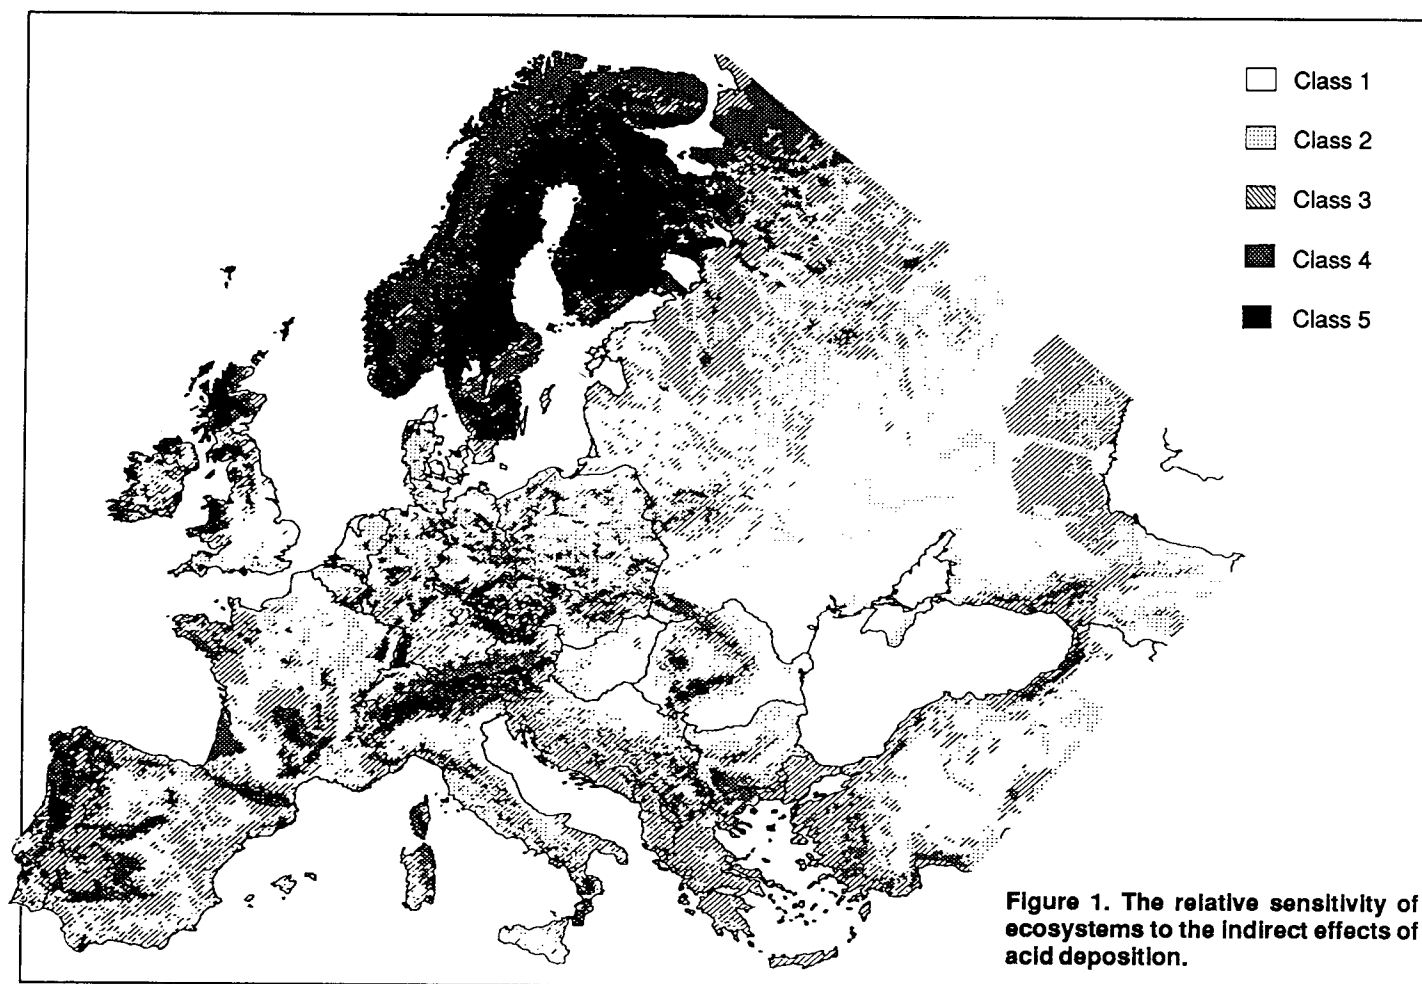 Class 1
Class 2
Class 3
Class 4
Class 5
Figure 1. The relative sensitivity of
ecosystems to the indirect effects of
acid deposition.